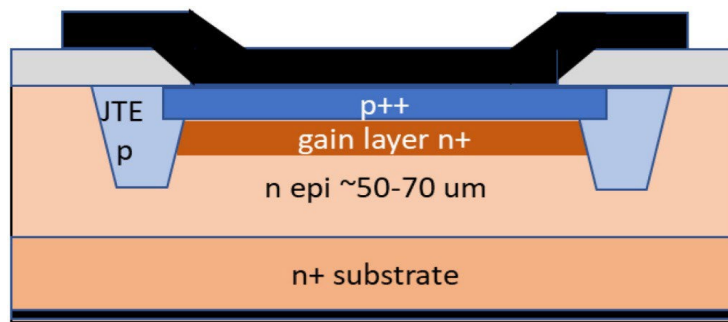 p++
JTE
p
gain layer n+
n epi ~50-70 um
n+ substrate